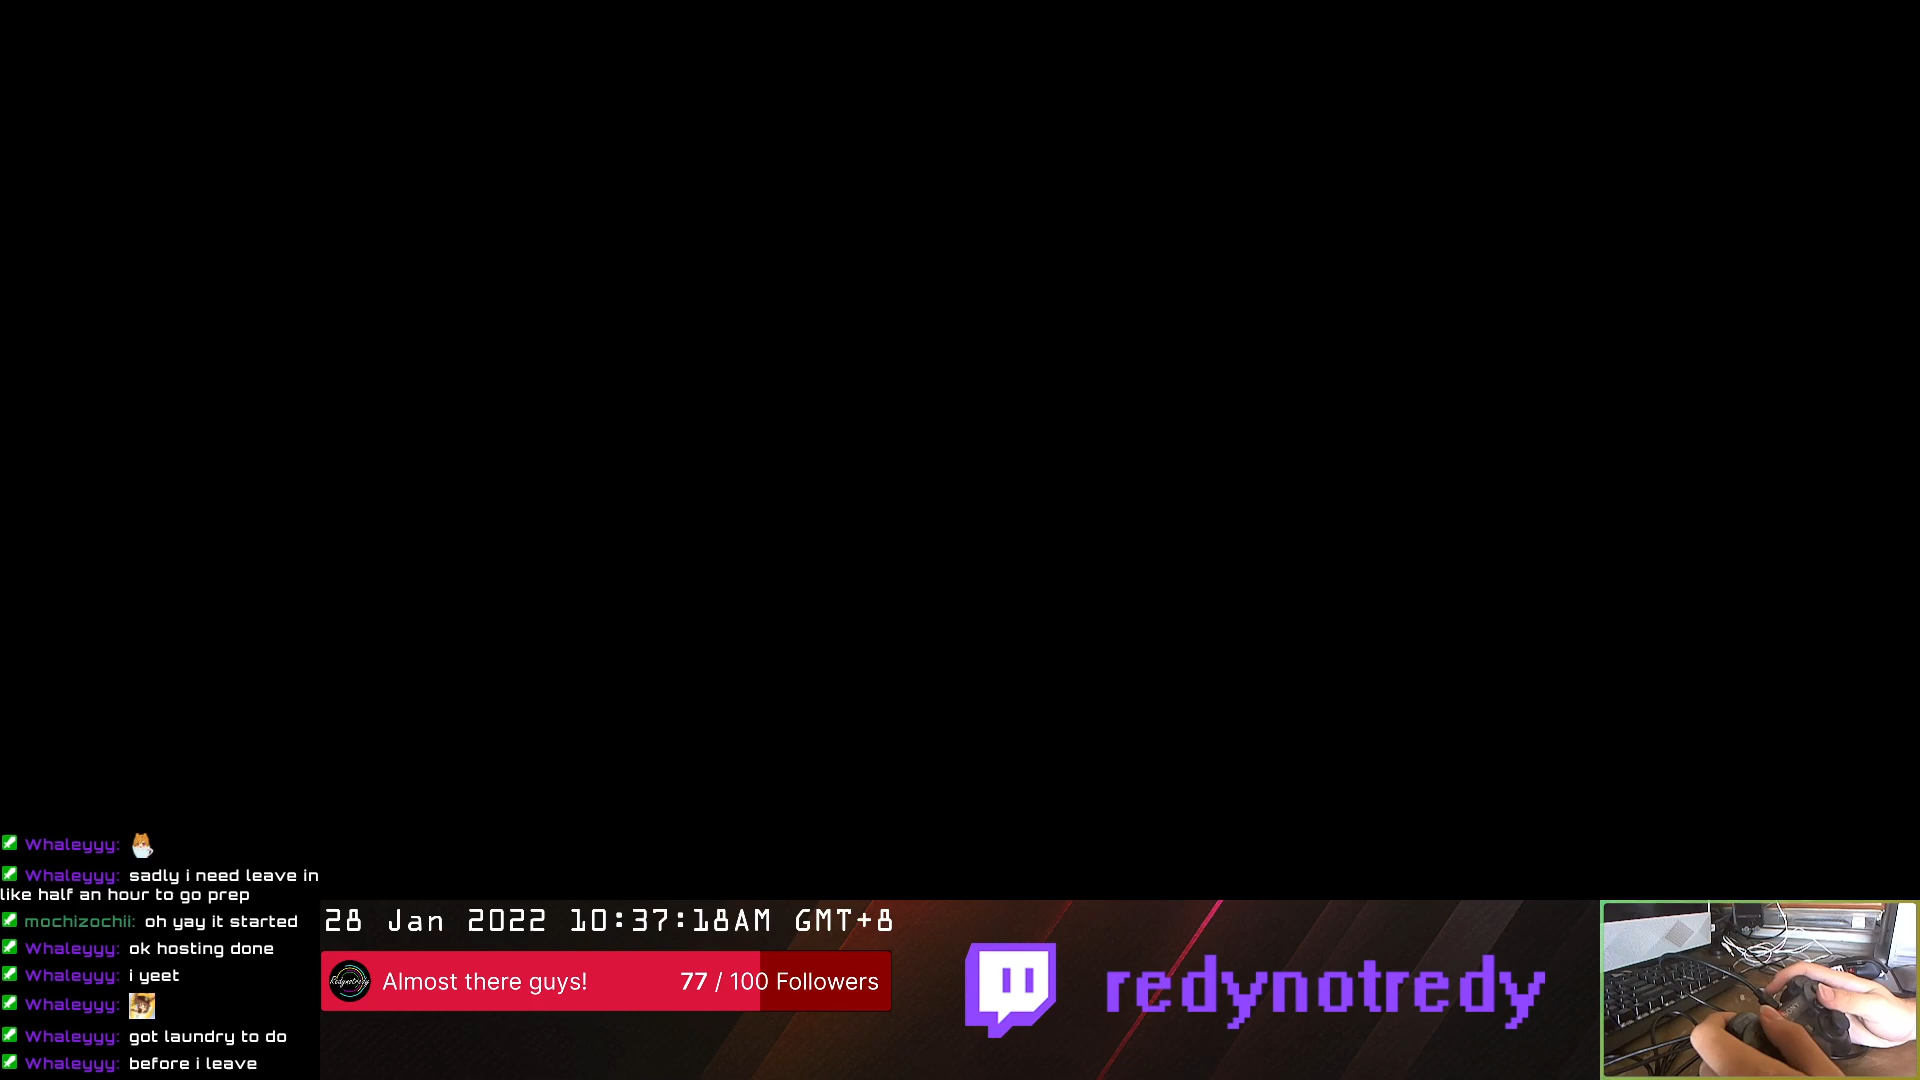 Whaleyyy:
Whaleyyy: sadly i need leave in
like half an hour to go prep
mochizochii: oh yay it started
Whaleyyy: ok hosting done
Whaleyyy: i yeet
Whaleyyy:
Whaleyyy: got laundry to do
Whaleyyy: before i leave
28 Jan 2022 10:37:18AM GMT+8
Redynotredy
Almost there guys! 77 / 100 Followers
redynotredy
SONY